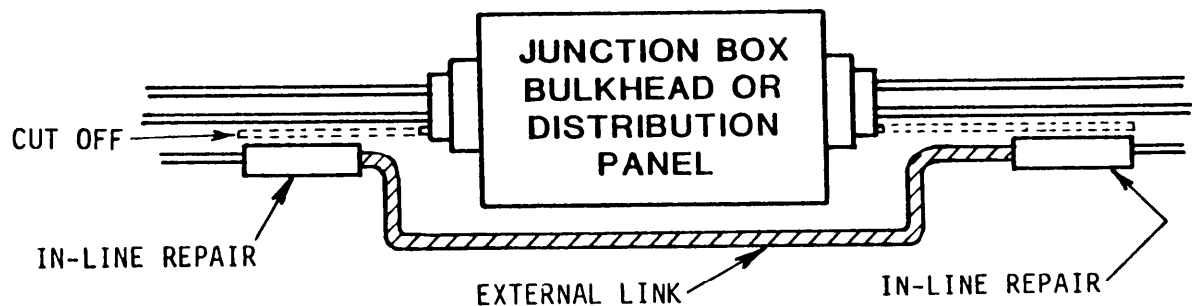 JUNCTION BOX
BULKHEAD OR
DISTRIBUTION
PANEL
CUT OFF
IN-LINE REPAIR
EXTERNAL LINK
IN-LINE REPAIR